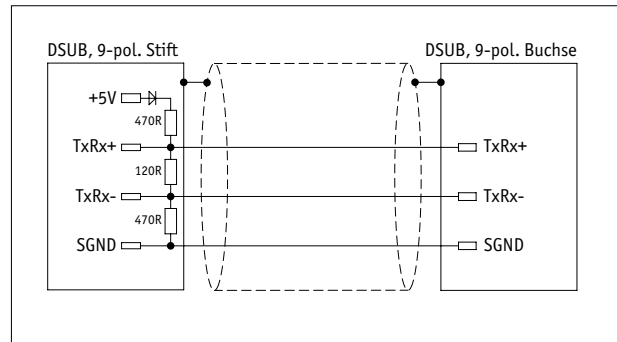 DSUB, 9-pol. Stift
DSUB, 9-pol. Buchse
+5V
470R
TxRx+
TxRx+
120R
TxRx-
TxRx-
470R
SGND
SGND